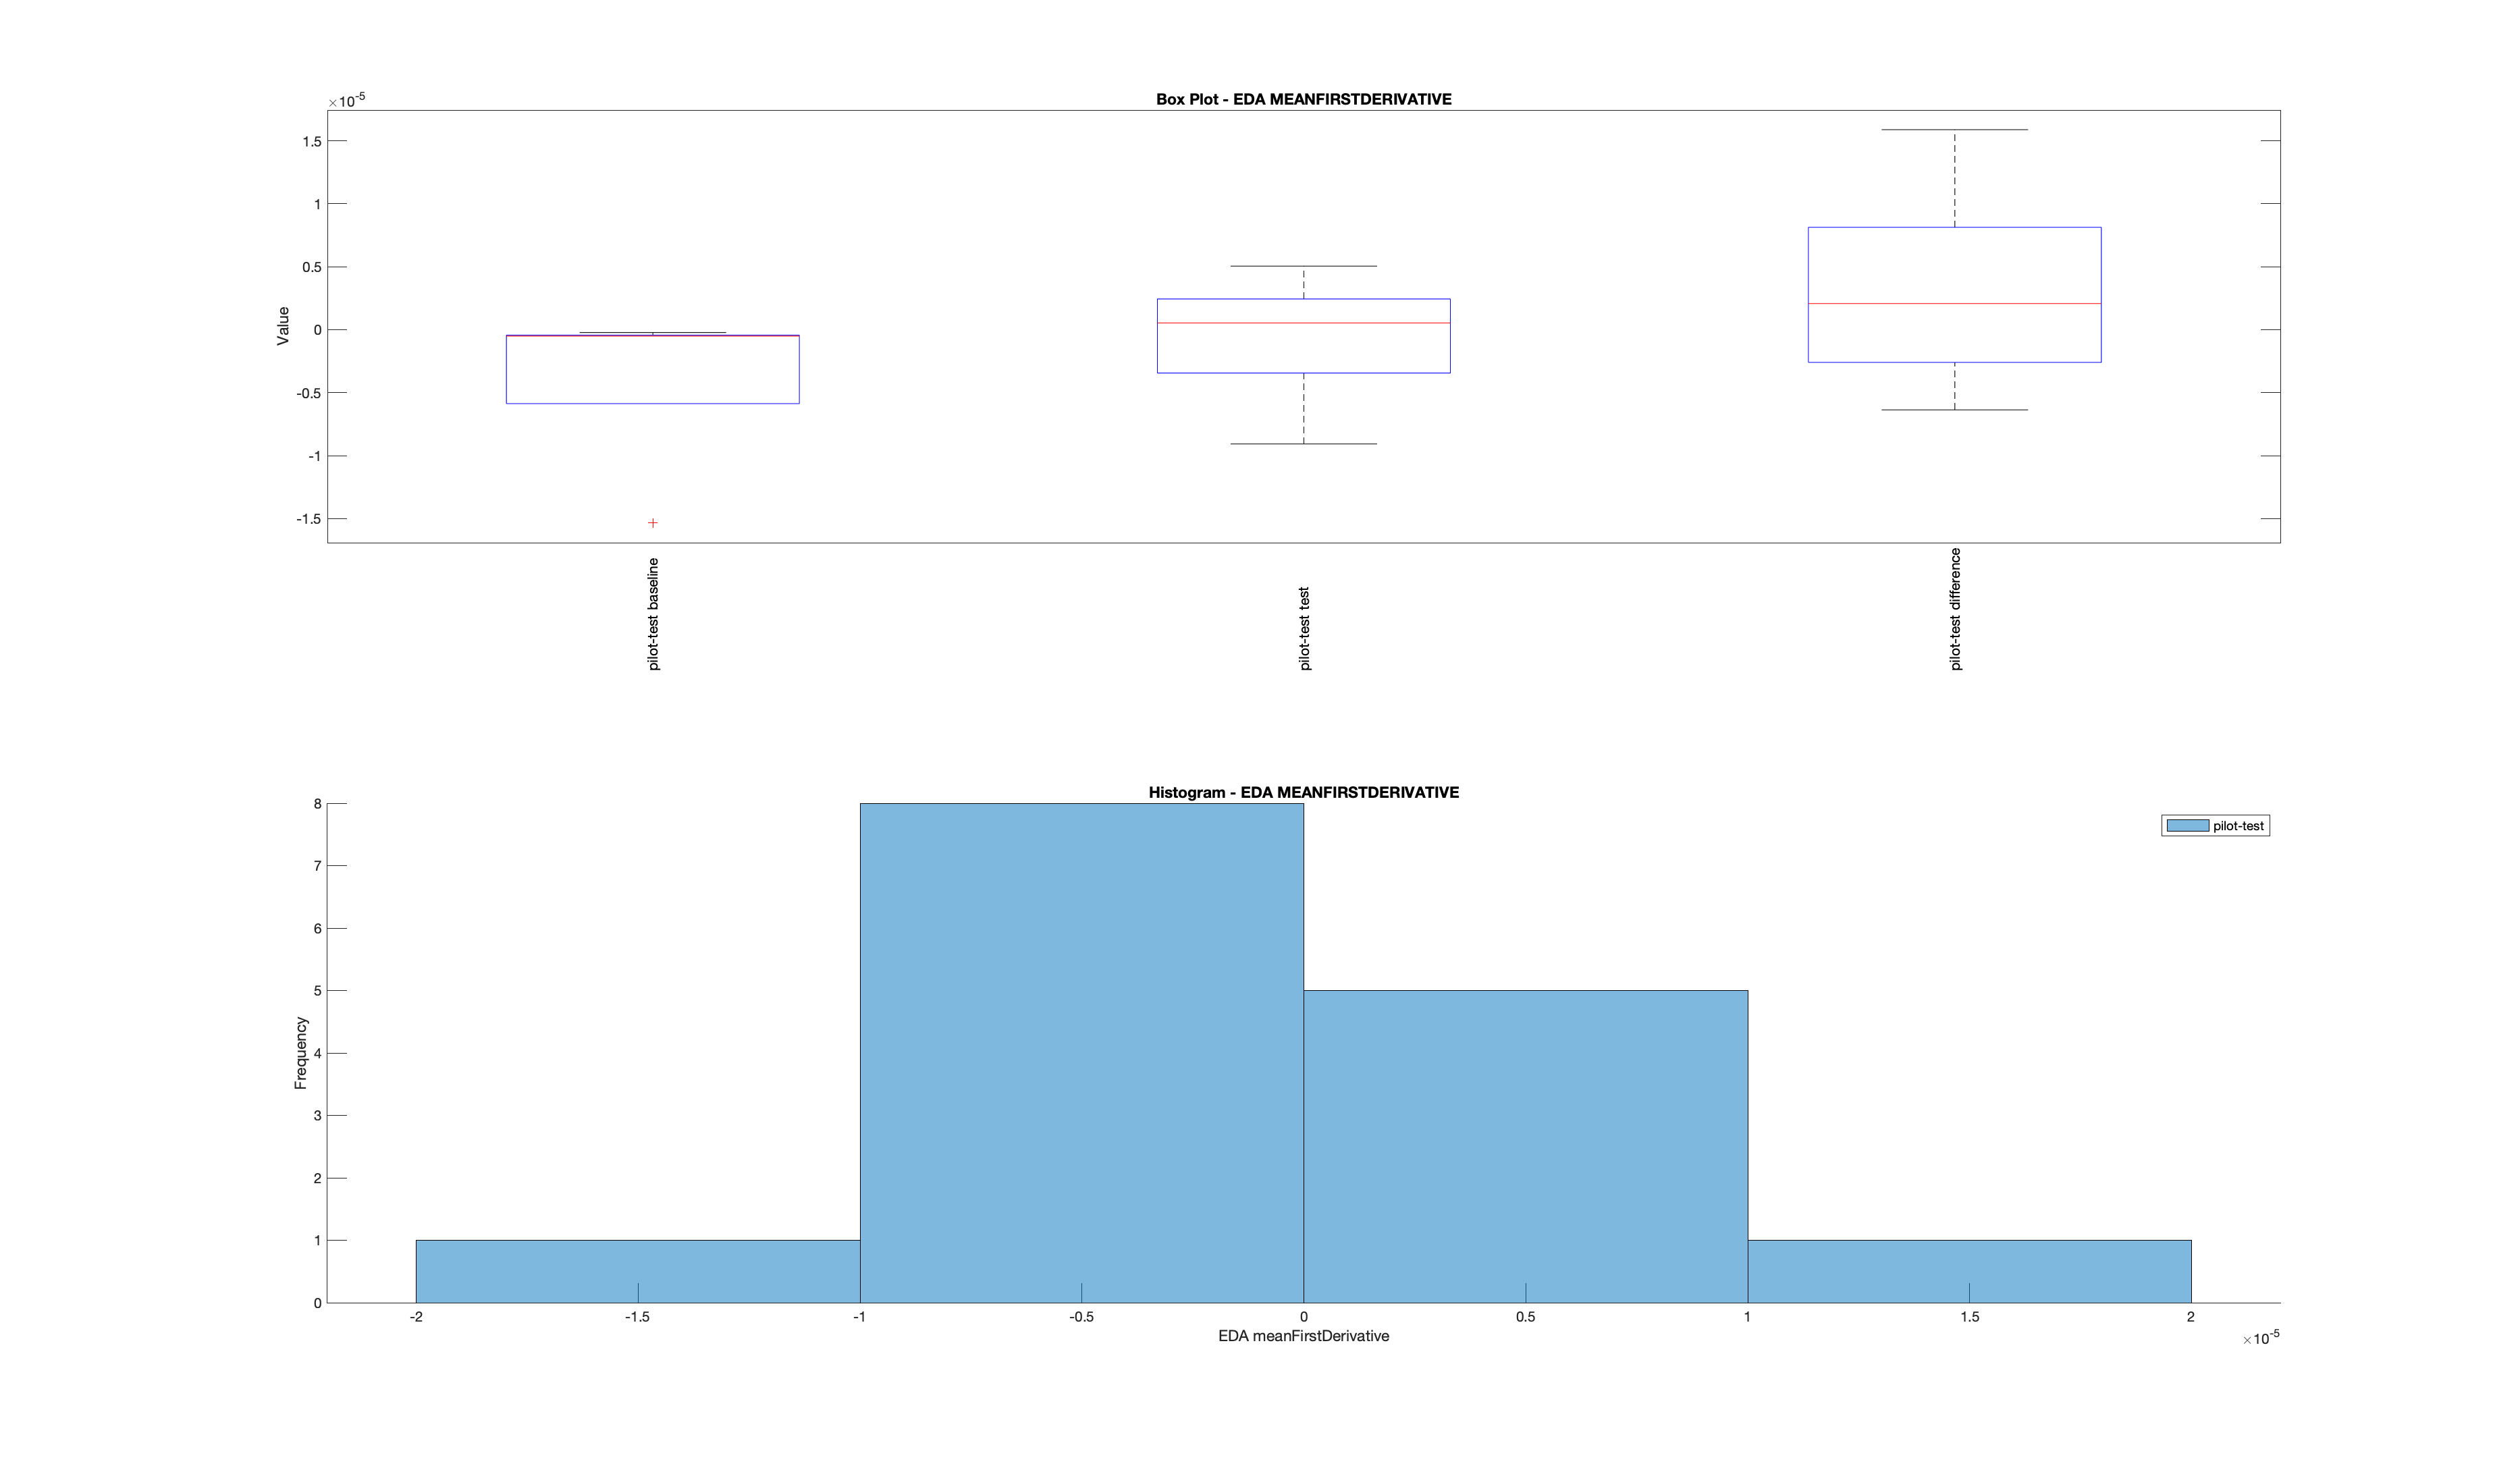 Box Plot - EDA MEANFIRSTDERIVATIVE
×10^-5
1.5
1
0.5
0
-0.5
-1
-1.5
Value
pilot-test baseline
pilot-test test
pilot-test difference
Histogram - EDA MEANFIRSTDERIVATIVE
8
7
6
5
4
3
2
1
0
Frequency
pilot-test
-2 -1.5 -1 -0.5 0 0.5 1 1.5 2
EDA meanFirstDerivative
×10^-5